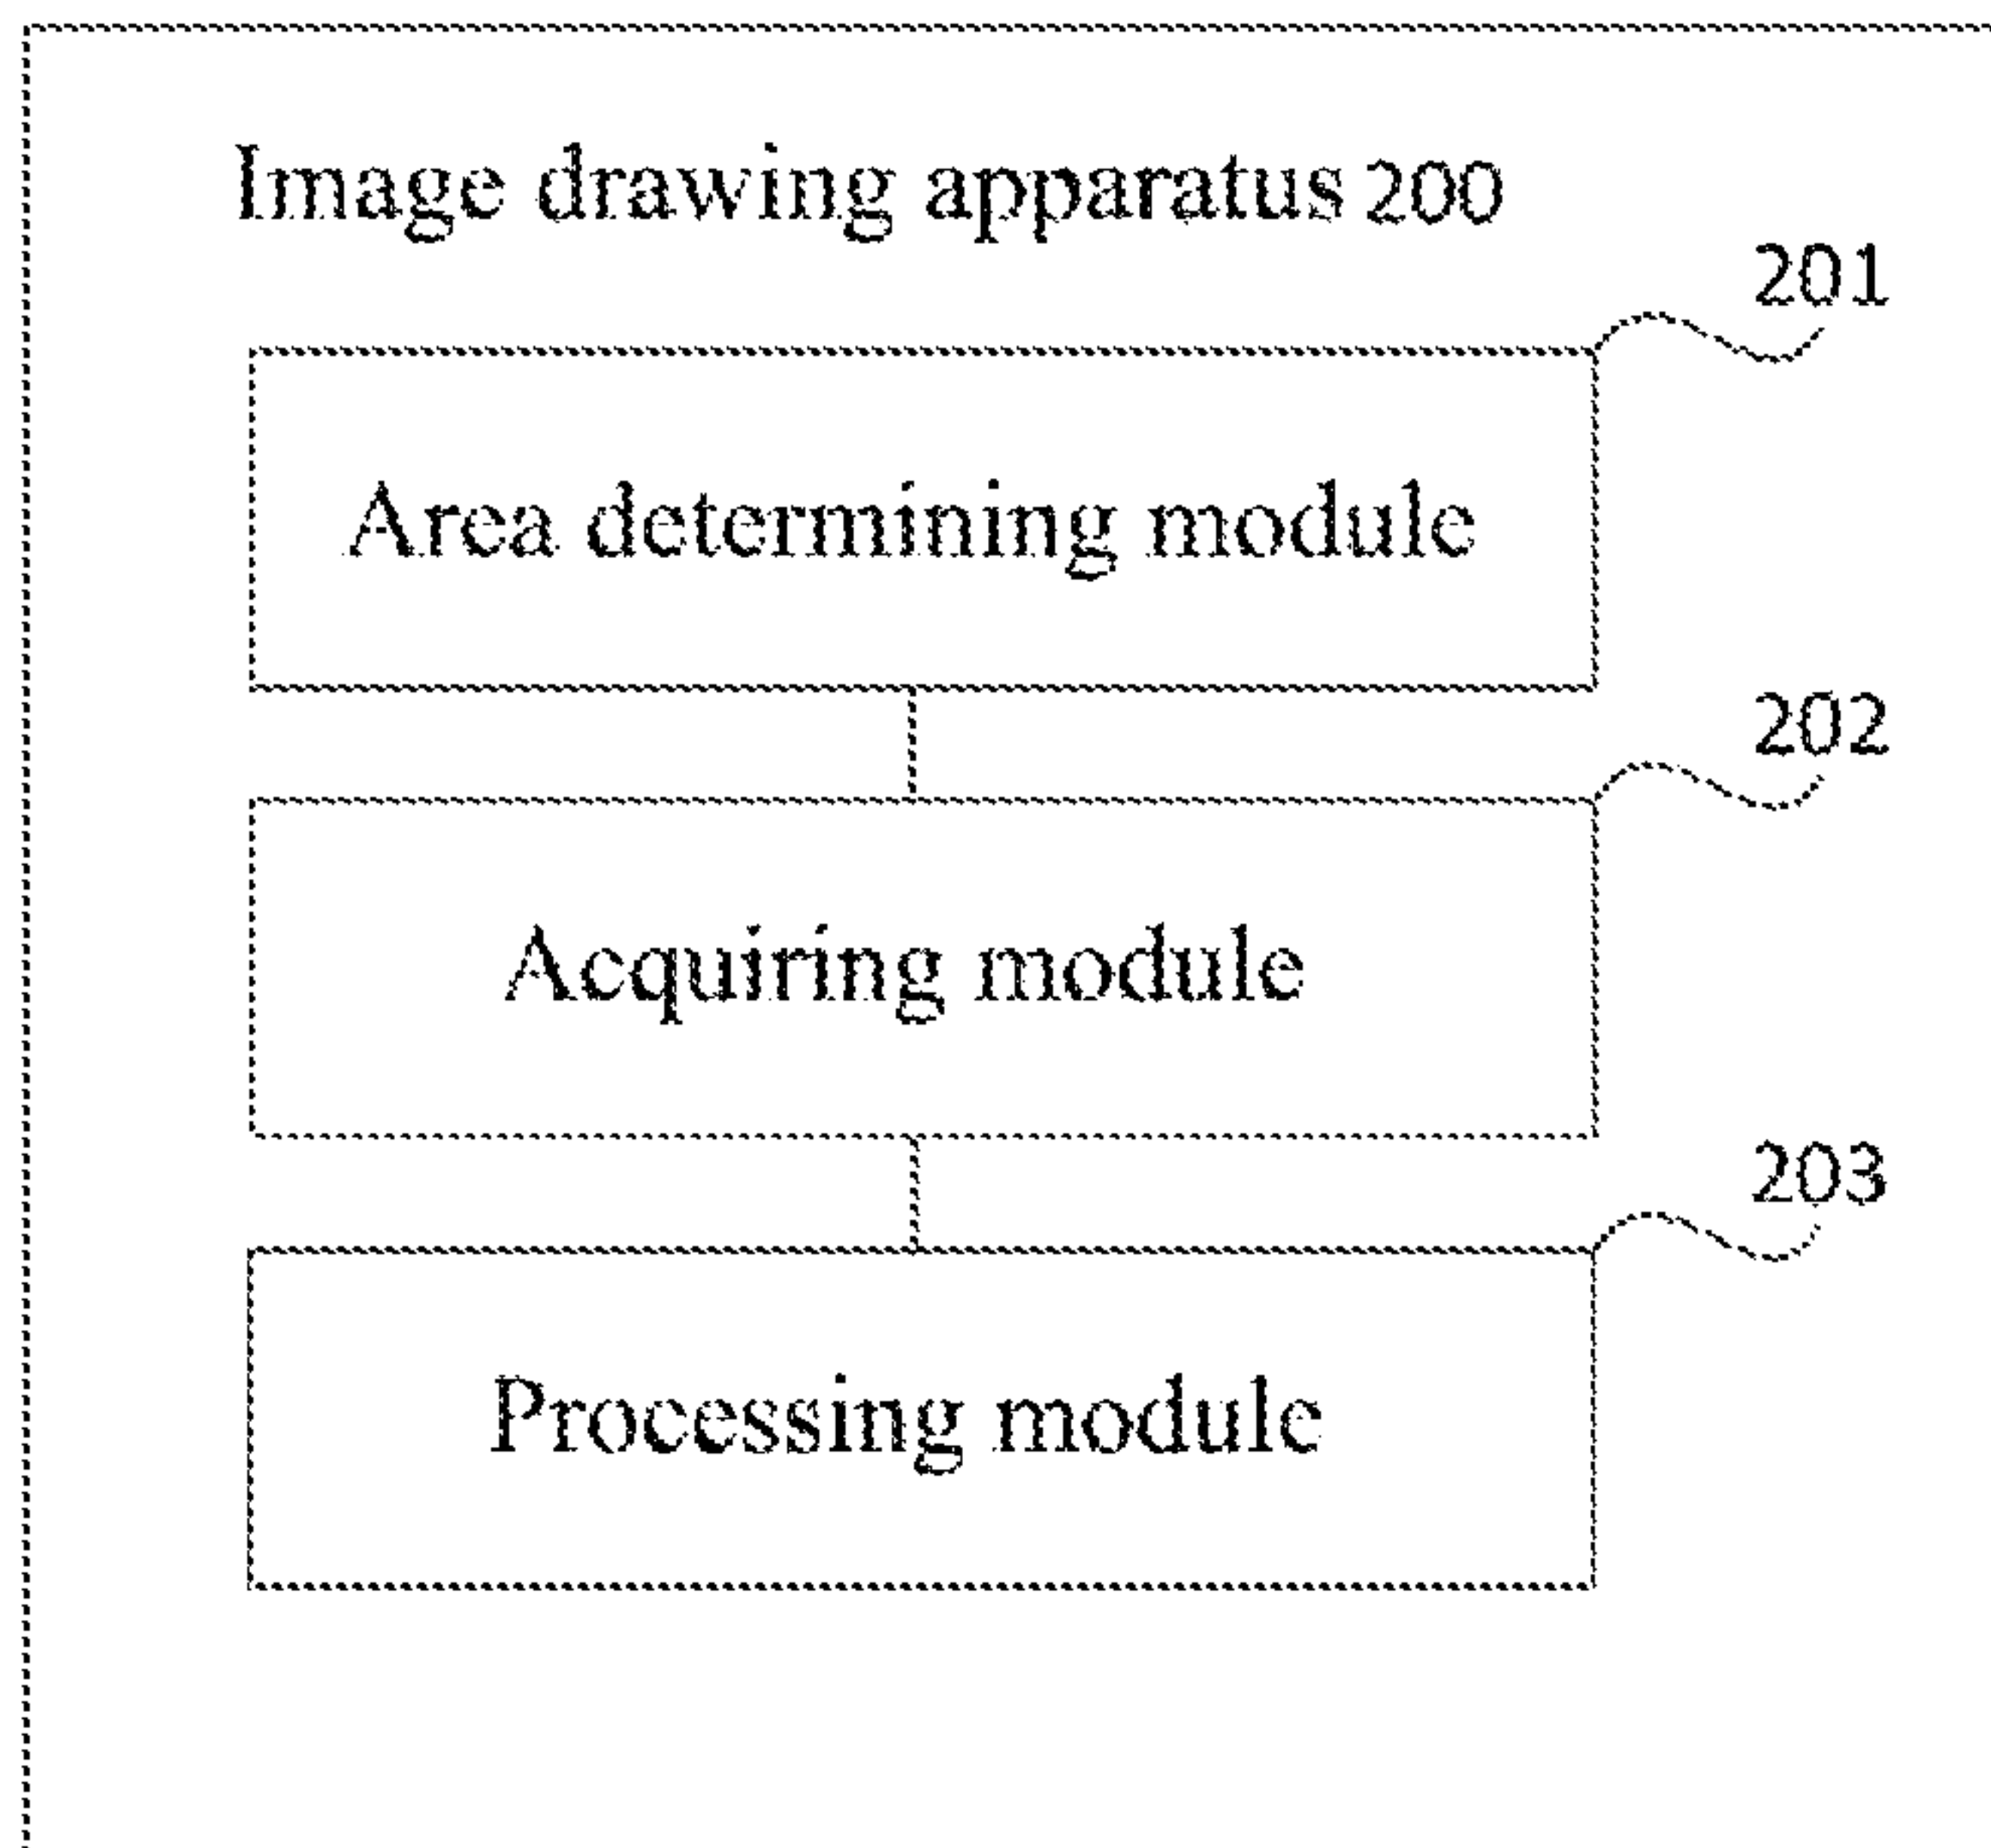 Image drawing apparatus 200
201
Area determining module
202
Acquiring module
203
Processing module